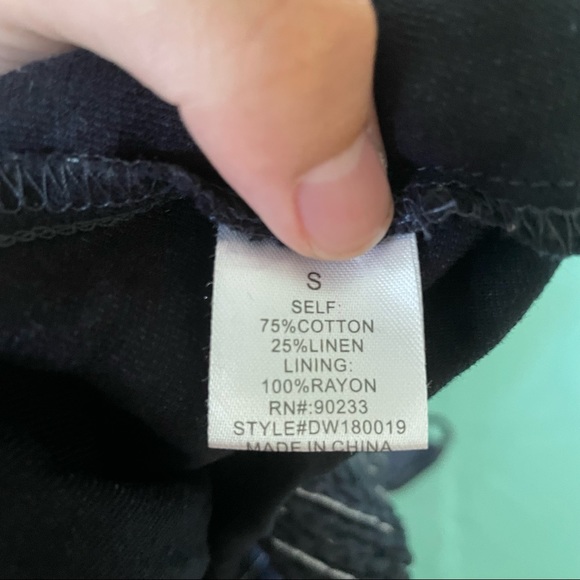 S
SELF:
75%COTTON
25%LINEN
LINING:
100%RAYON
RN#:90233
STYLE#DW180019
MADE IN CHINA